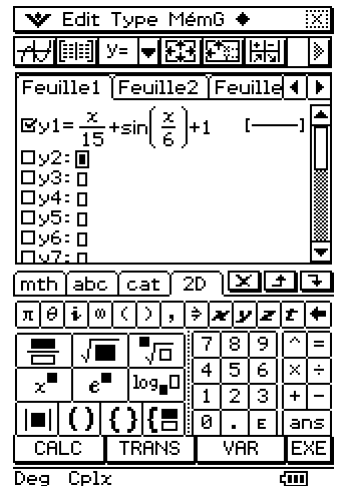 Edit Type MémG ◆
y=
Feuille1 Feuille2 Feuille
y1=x/15+sin(x/6)+1 [—]
y2:
y3:
y4:
y5:
y6:
y7:
mth abc cat 2D
π θ i ∞ ( ) , ⇒ x y z t ←
√■ ■√□ 7 8 9 ^ =
x■ e■ log■□ 4 5 6 × ÷
1 2 3 + -
|■| () {} { 0 . E ans
CALC TRANS VAR EXE
Deg Cplx